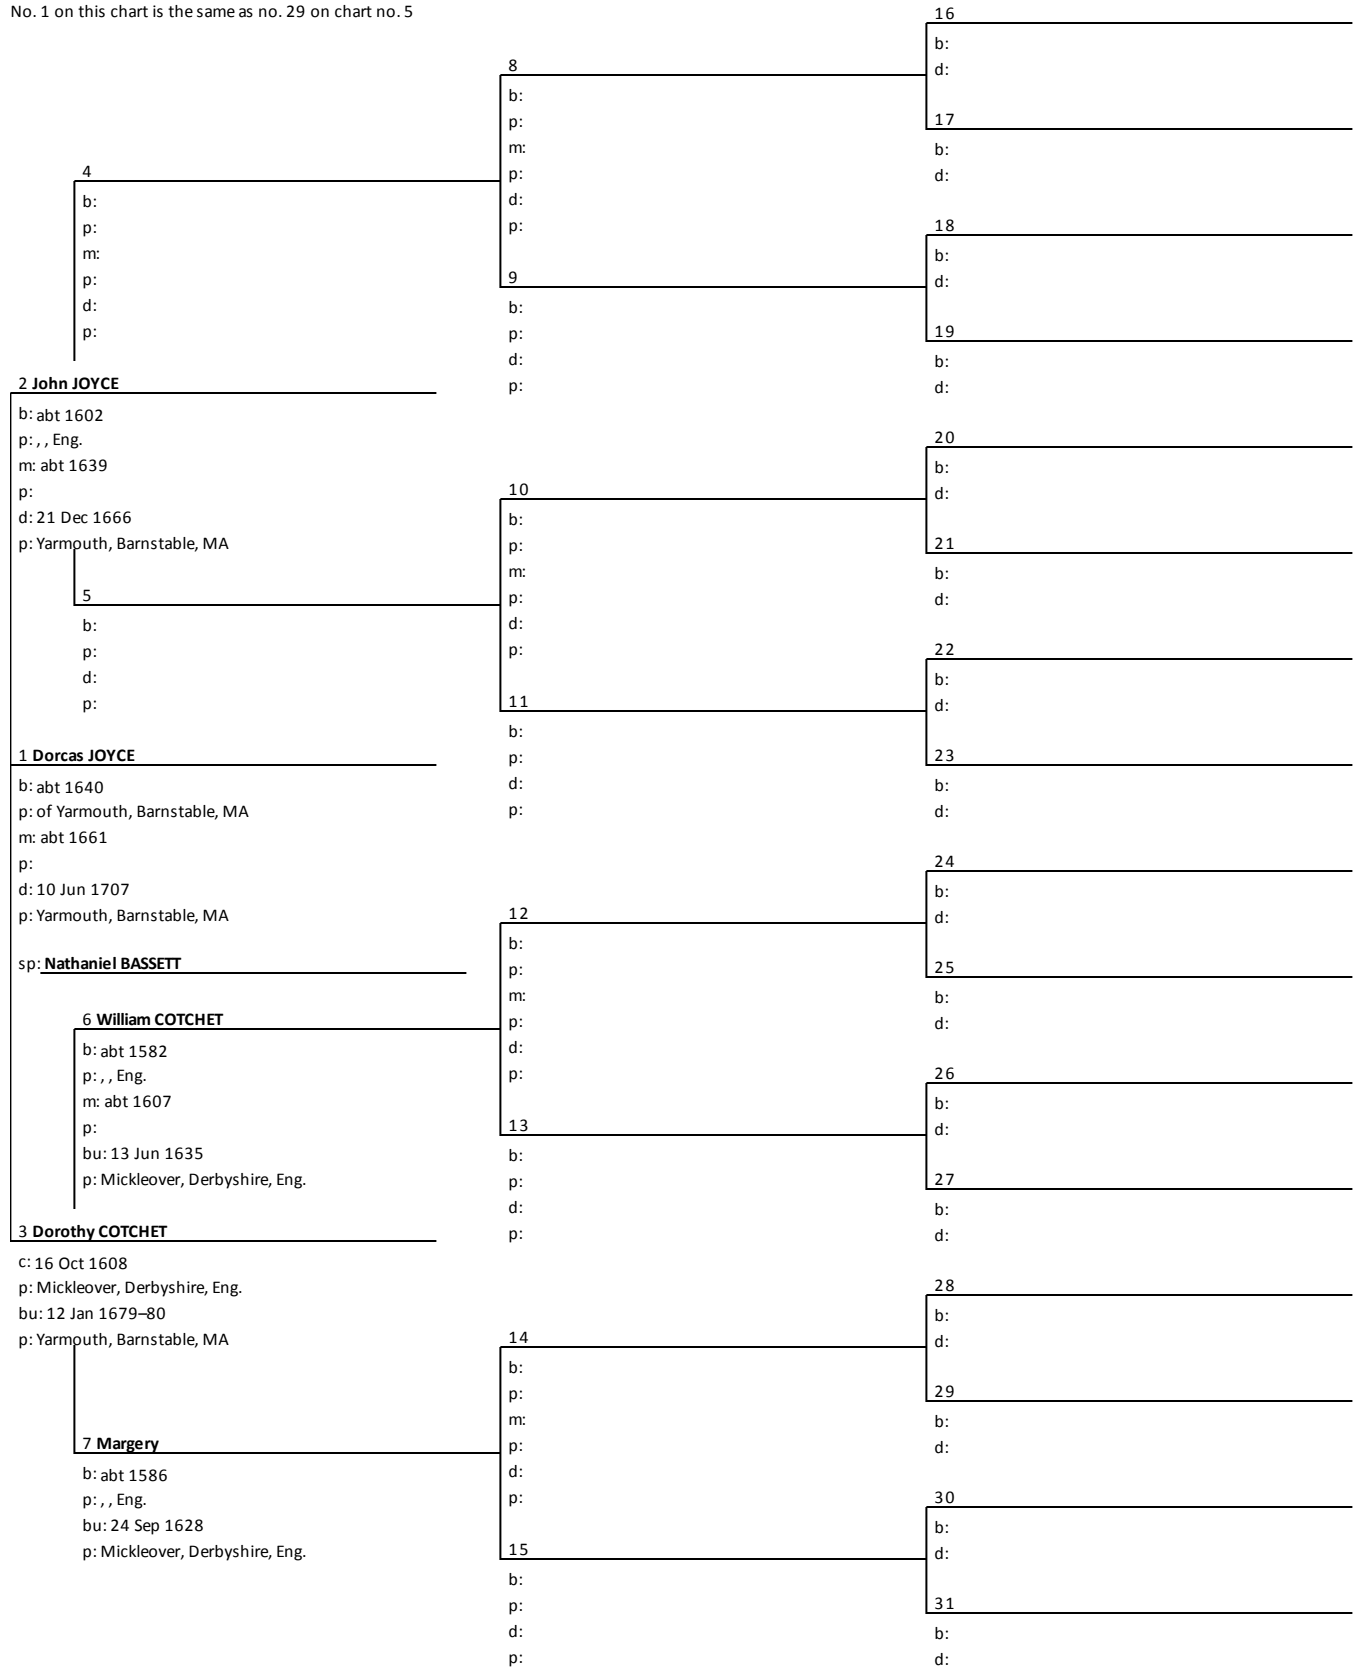 No. 1 on this chart is the same as no. 29 on chart no. 5
4
b:
p:
m:
p:
d:
p:
2 John JOYCE
b: abt 1602
p: , , Eng.
m: abt 1639
p:
d: 21 Dec 1666
p: Yarmouth, Barnstable, MA
5
b:
p:
d:
p:
1 Dorcas JOYCE
b: abt 1640
p: of Yarmouth, Barnstable, MA
m: abt 1661
p:
d: 10 Jun 1707
p: Yarmouth, Barnstable, MA
sp: Nathaniel BASSETT
6 William COTCHET
b: abt 1582
p: , , Eng.
m: abt 1607
p:
bu: 13 Jun 1635
p: Mickleover, Derbyshire, Eng.
3 Dorothy COTCHET
c: 16 Oct 1608
p: Mickleover, Derbyshire, Eng.
bu: 12 Jan 1679–80
p: Yarmouth, Barnstable, MA
7 Margery
b: abt 1586
p: , , Eng.
bu: 24 Sep 1628
p: Mickleover, Derbyshire, Eng.
8
b:
p:
m:
p:
d:
p:
9
b:
p:
d:
p:
10
b:
p:
m:
p:
d:
p:
11
b:
p:
d:
p:
12
b:
p:
m:
p:
d:
p:
13
b:
p:
d:
p:
14
b:
p:
m:
p:
d:
p:
15
b:
p:
d:
p:
16
b:
d:
17
b:
d:
18
b:
d:
19
b:
d:
20
b:
d:
21
b:
d:
22
b:
d:
23
b:
d:
24
b:
d:
25
b:
d:
26
b:
d:
27
b:
d:
28
b:
d:
29
b:
d:
30
b:
d:
31
b:
d: